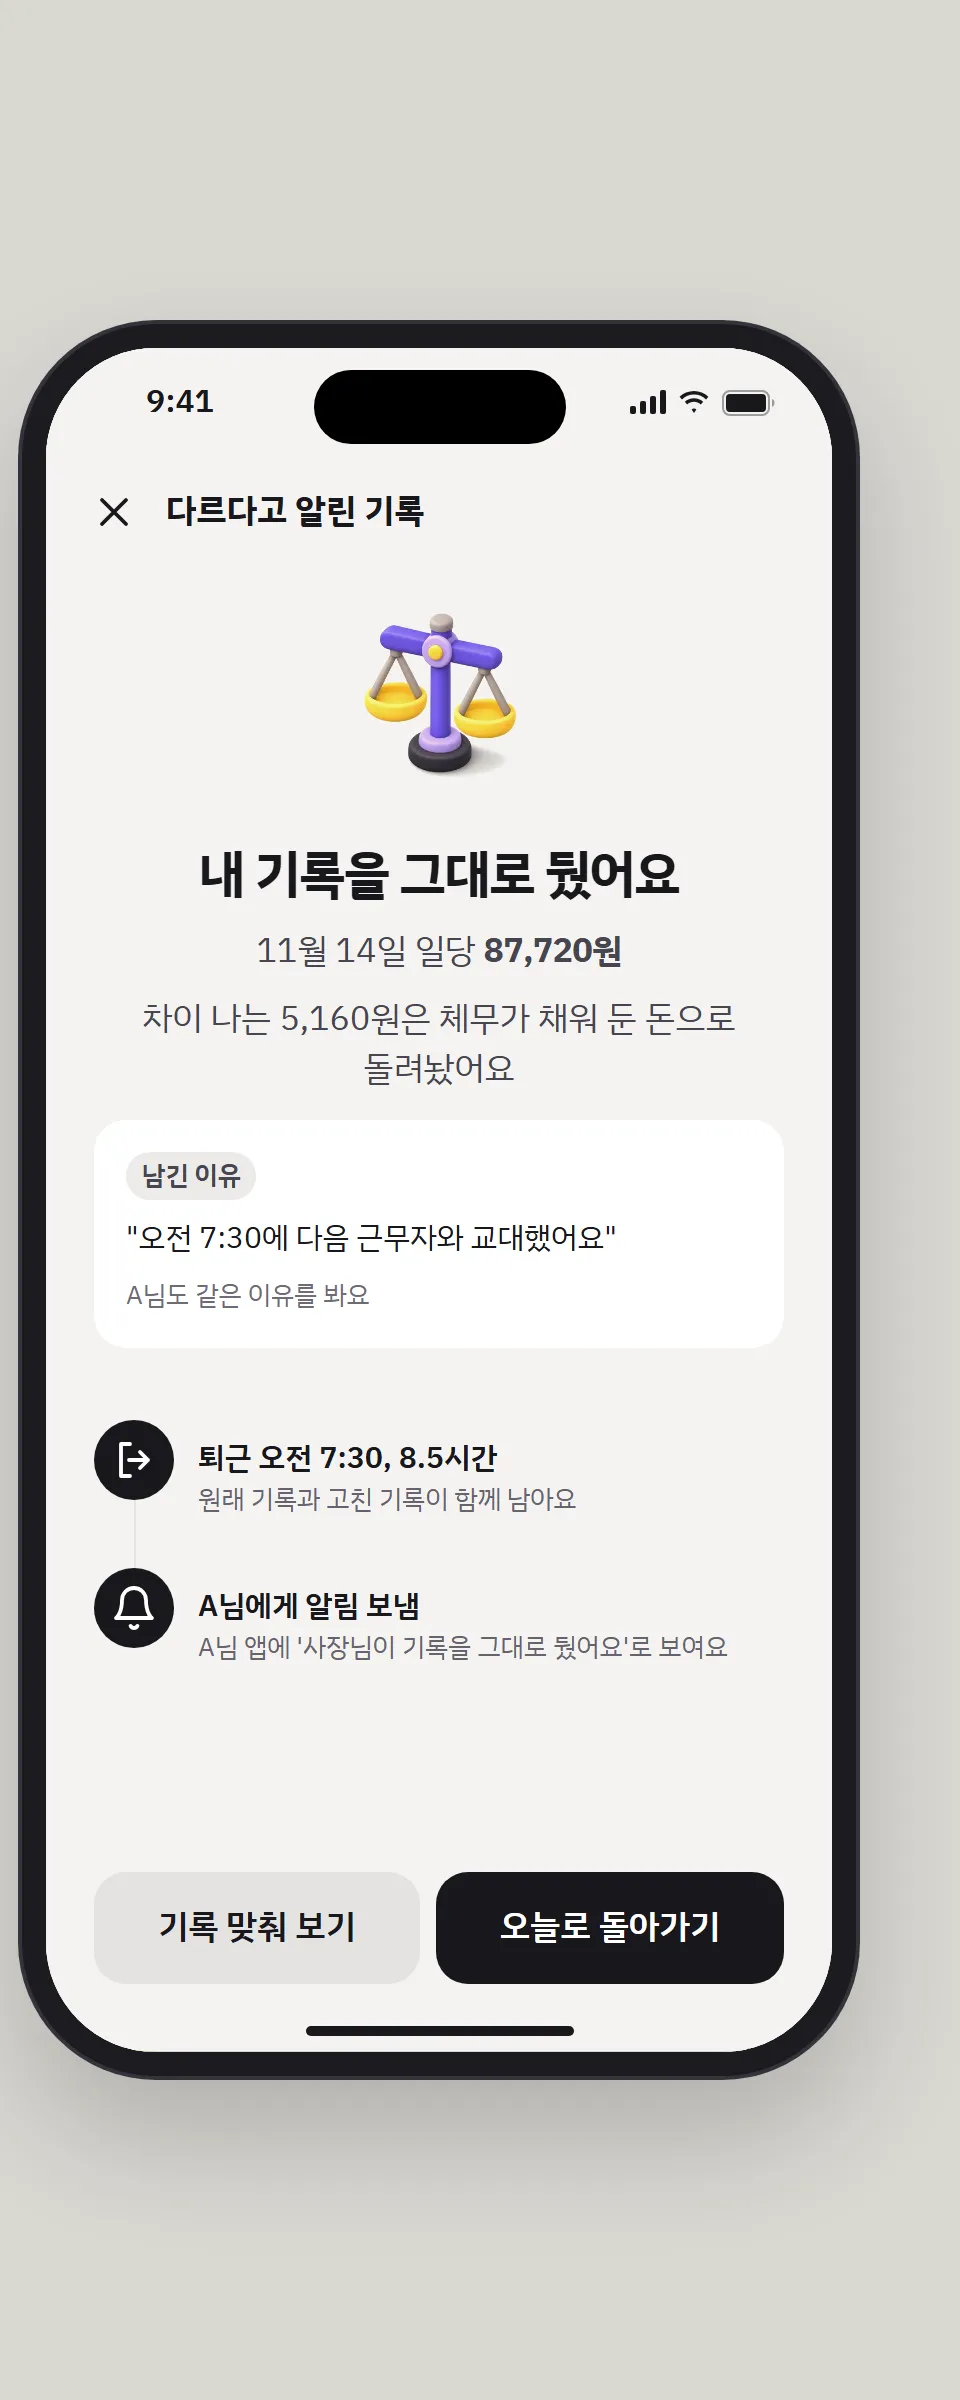 9:41
다르다고 알린 기록
내 기록을 그대로 뒀어요
11월 14일 일당 87,720원
차이 나는 5,160원은 체무가 채워 둔 돈으로
돌려놨어요
남긴 이유
"오전 7:30에 다음 근무자와 교대했어요"
A님도 같은 이유를 봐요
퇴근 오전 7:30, 8.5시간
원래 기록과 고친 기록이 함께 남아요
A님에게 알림 보냄
A님 앱에 '사장님이 기록을 그대로 뒀어요'로 보여요
기록 맞춰 보기
오늘로 돌아가기